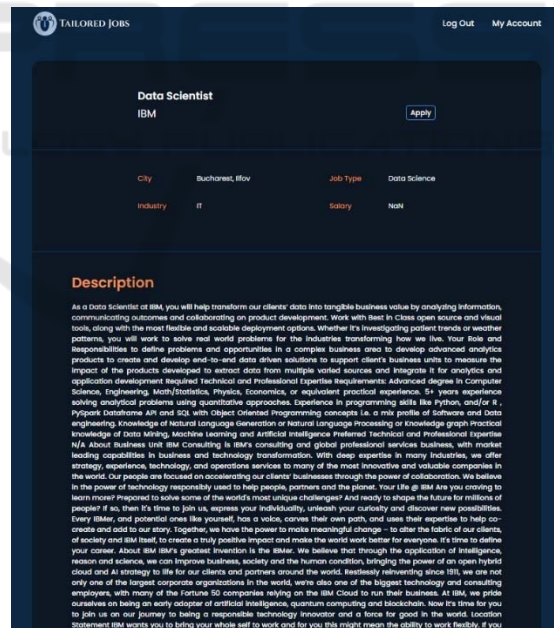 TAILORED JOBS
Log Out My Account
Data Scientist
IBM
Apply
City Bucharest, Ilfov Job Type Data Science
Industry IT Salary NaN
Description
As a Data Scientist at IBM, you will help transform our clients' data into tangible business value by analyzing information,
communicating outcomes and collaborating on product development. Work with Best in Class open source and visual
tools, along with the most flexible and scalable deployment options. Whether it's investigating patient trends or weather
patterns, you will work to solve real world problems for the industries transforming how we live. Your Role and
Responsibilities to define problems and opportunities in a complex business area to develop advanced analytics
products to create and develop end-to-end data driven solutions to support client's business units to measure the
impact of the products developed to extract data from multiple varied sources and integrate it for analytics and
application development Required Technical and Professional Expertise Requirements: Advanced degree in Computer
Science, Engineering, Math/Statistics, Physics, Economics, or equivalent practical experience. 5+ years experience
solving analytical problems using quantitative approaches. Experience in programming skills like Python, and/or R ,
PySpark Dataframe API and SQL with Object Oriented Programming concepts i.e. a mix profile of Software and Data
engineering. Knowledge of Natural Language Generation or Natural Language Processing or Knowledge graph Practical
knowledge of Data Mining, Machine Learning and Artificial Intelligence Preferred Technical and Professional Expertise
N/A About Business Unit IBM Consulting is IBM's consulting and global professional services business, with market
leading capabilities in business and technology transformation. With deep expertise in many industries, we offer
strategy, experience, technology, and operations services to many of the most innovative and valuable companies in
the world. Our people are focused on accelerating our clients' businesses through the power of collaboration. We believe
in the power of technology responsibly used to help people, partners and the planet. Your Life @ IBM Are you craving to
learn more? Prepared to solve some of the world's most unique challenges? And ready to shape the future for millions of
people? If so, then it's time to join us, express your individuality, unleash your curiosity and discover new possibilities.
Every IBMer, and potential ones like yourself, has a voice, carves their own path, and uses their expertise to help co-
create and add to our story. Together, we have the power to make meaningful change – to alter the fabric of our clients,
of society and IBM itself, to create a truly positive impact and make the world work better for everyone. It's time to define
your career. About IBM IBM's greatest invention is the IBMer. We believe that through the application of intelligence,
reason and science, we can improve business, society and the human condition, bringing the power of an open hybrid
cloud and AI strategy to life for our clients and partners around the world. Restlessly reinventing since 1911, we are not
only one of the largest corporate organizations in the world, we're also one of the biggest technology and consulting
employers, with many of the Fortune 50 companies relying on the IBM Cloud to run their business. At IBM, we pride
ourselves on being an early adopter of artificial intelligence, quantum computing and blockchain. Now it's time for you
to join us on our journey to being a responsible technology innovator and a force for good in the world. Location
Statement IBM wants you to bring your whole self to work and for you this might mean the ability to work flexibly. If you